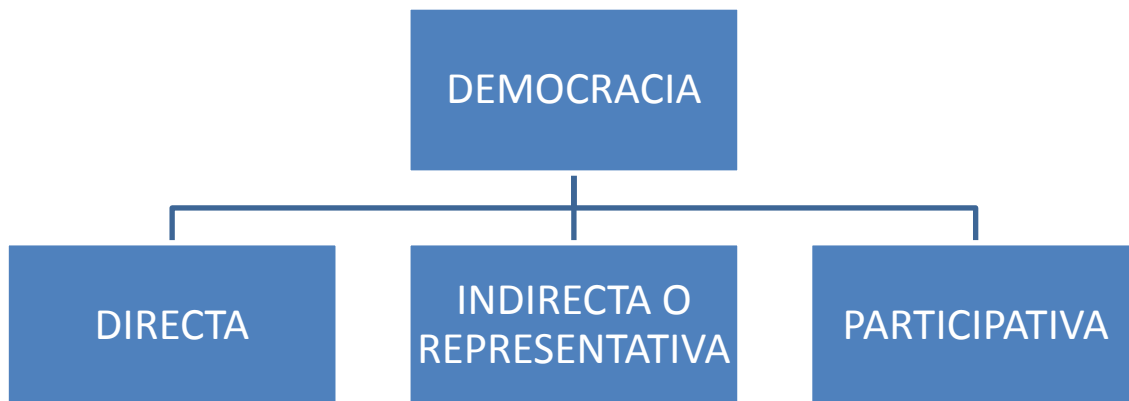 DEMOCRACIA
DIRECTA
INDIRECTA O
REPRESENTATIVA
PARTICIPATIVA